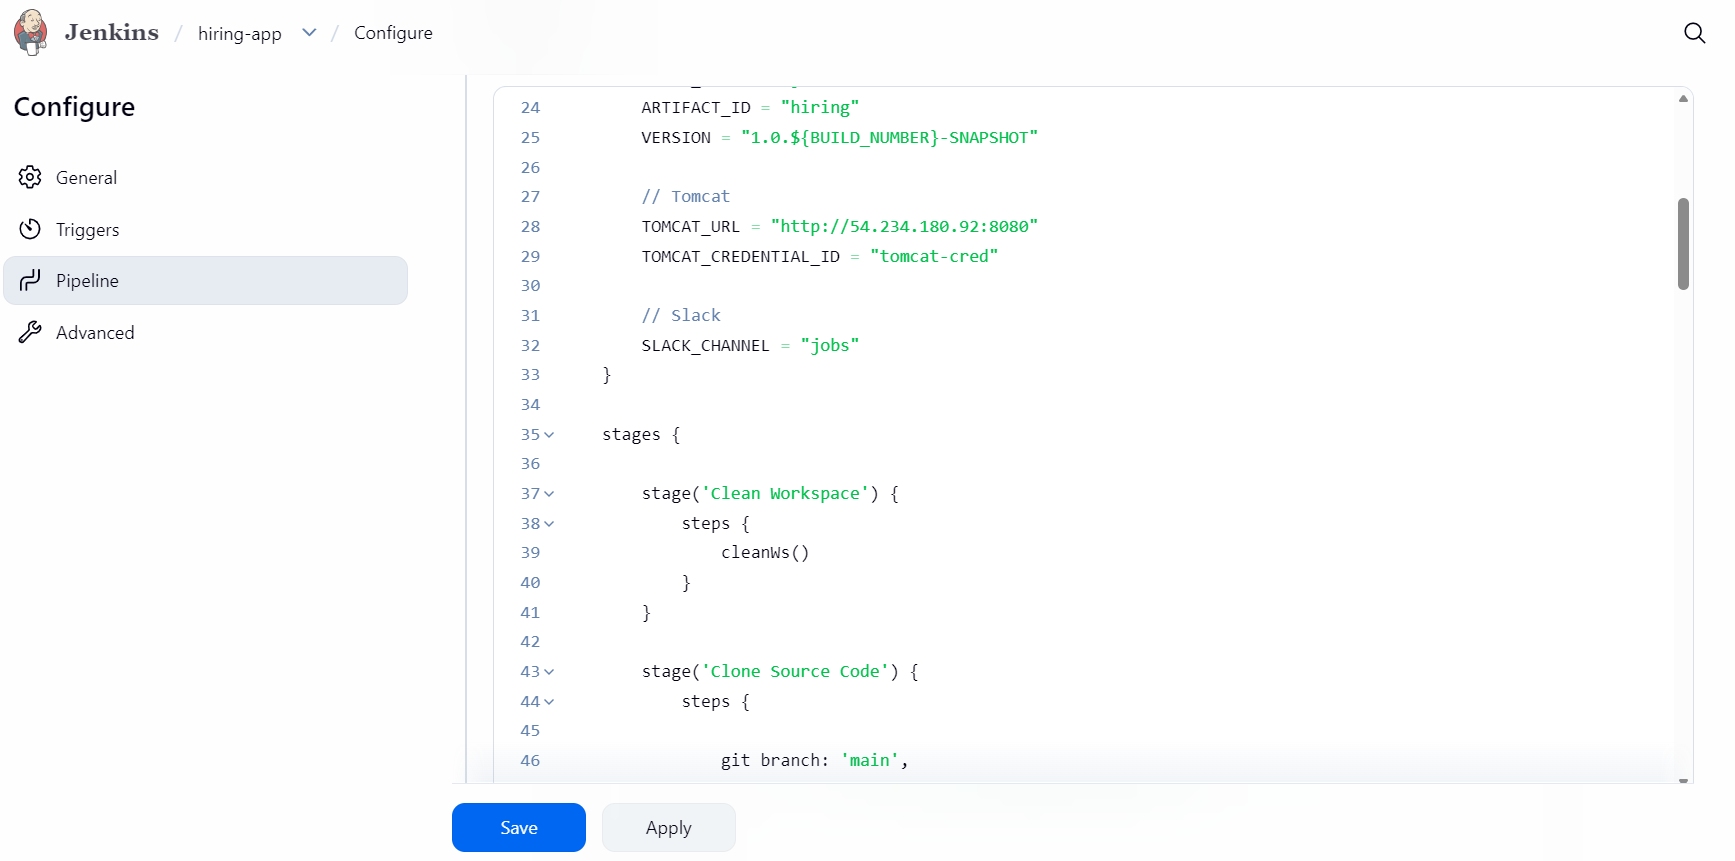 Jenkins / hiring-app / Configure
Configure
General
Triggers
Pipeline
Advanced
24 ARTIFACT_ID = "hiring"
25 VERSION = "1.0.${BUILD_NUMBER}-SNAPSHOT"
26
27 // Tomcat
28 TOMCAT_URL = "http://54.234.180.92:8080"
29 TOMCAT_CREDENTIAL_ID = "tomcat-cred"
30
31 // Slack
32 SLACK_CHANNEL = "jobs"
33 }
34
35 stages {
36
37 stage('Clean Workspace') {
38 steps {
39 cleanWs()
40 }
41 }
42
43 stage('Clone Source Code') {
44 steps {
45
46 git branch: 'main',
Save
Apply